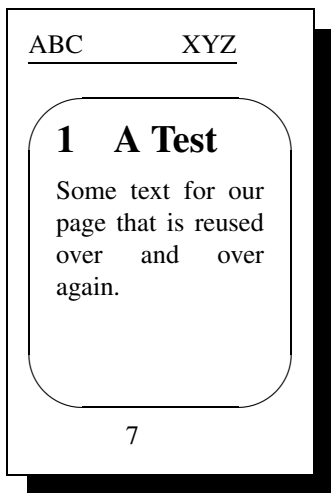 ABC XYZ
1 A Test
Some text for our
page that is reused
over and over
again.
7